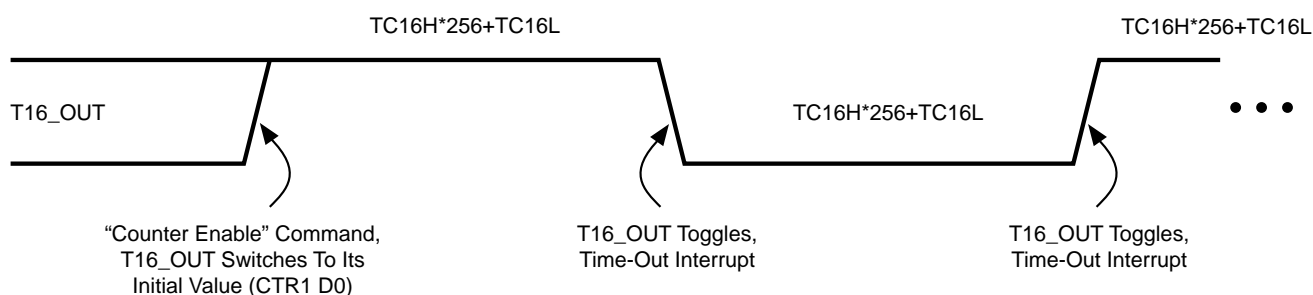 TC16H*256+TC16L
TC16H*256+TC16L
T16_OUT
TC16H*256+TC16L
“Counter Enable” Command,
T16_OUT Switches To Its
Initial Value (CTR1 D0)
T16_OUT Toggles,
Time-Out Interrupt
T16_OUT Toggles,
Time-Out Interrupt